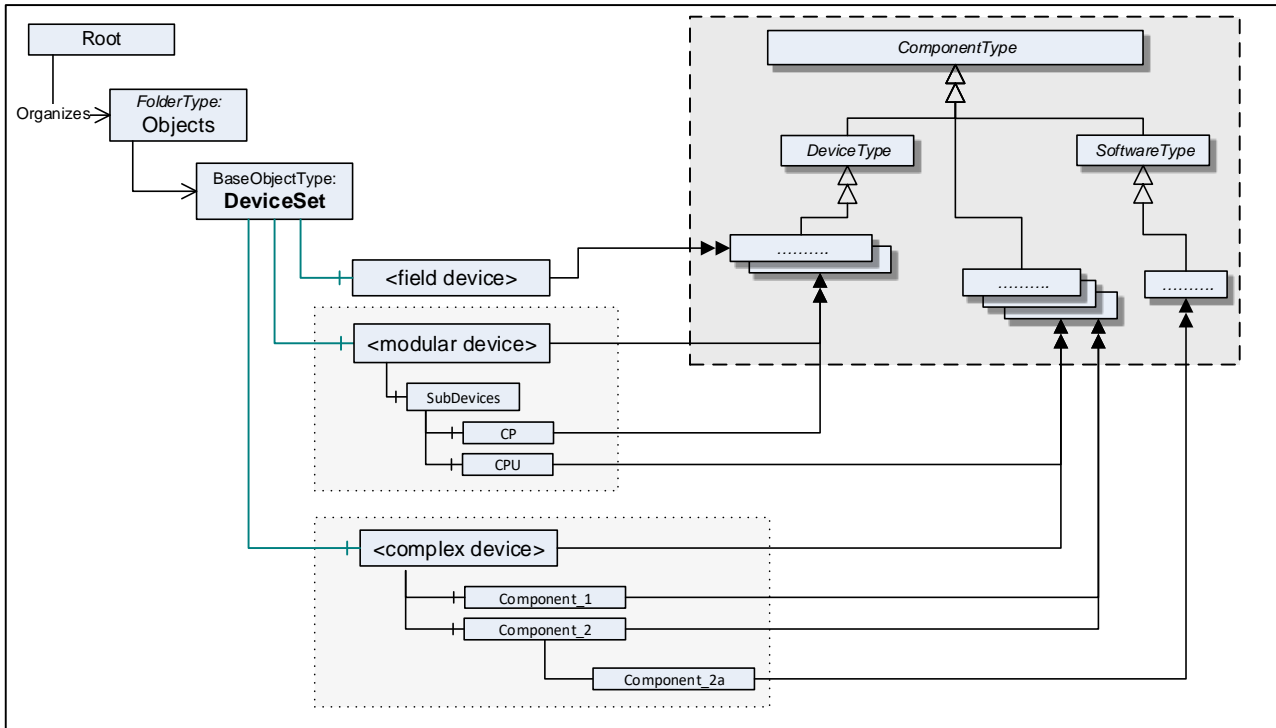 Root
Organizes
FolderType:
Objects
BaseObjectType:
DeviceSet
<field device>
<modular device>
SubDevices
CP
CPU
<complex device>
Component_1
Component_2
Component_2a
ComponentType
DeviceType
SoftwareType
..........
..........
..........